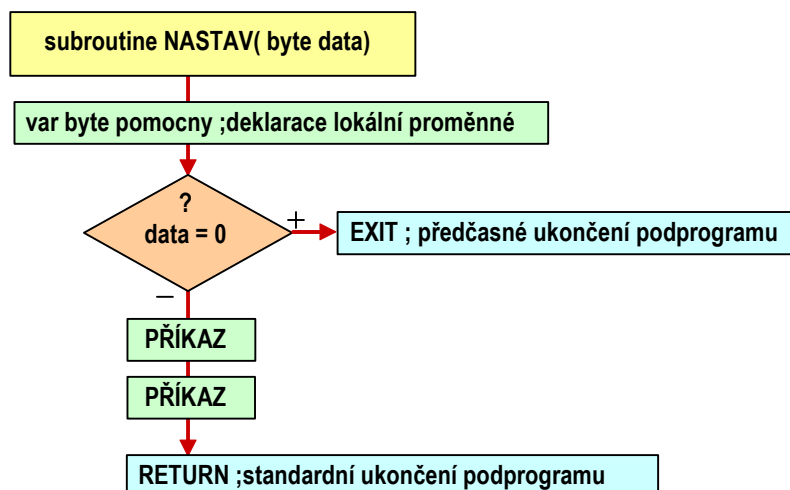 subroutine NASTAV( byte data)
var byte pomocny ;deklarace lokální proměnné
?
data = 0
+
EXIT ; předčasné ukončení podprogramu
–
PŘÍKAZ
PŘÍKAZ
RETURN ;standardní ukončení podprogramu